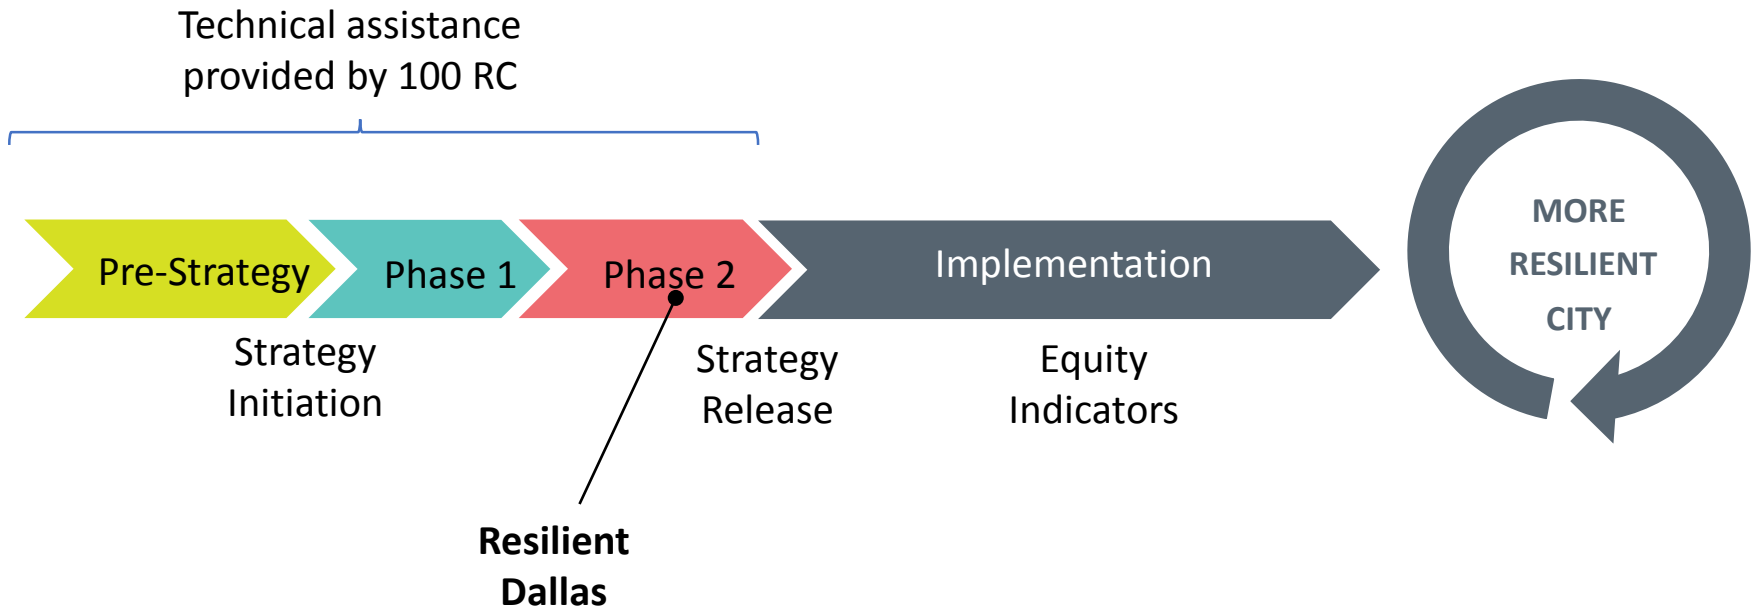 Technical assistance
provided by 100 RC
Pre-Strategy
Phase 1
Phase 2
Implementation
Strategy
Initiation
Strategy
Release
Equity
Indicators
Resilient
Dallas
MORE
RESILIENT
CITY